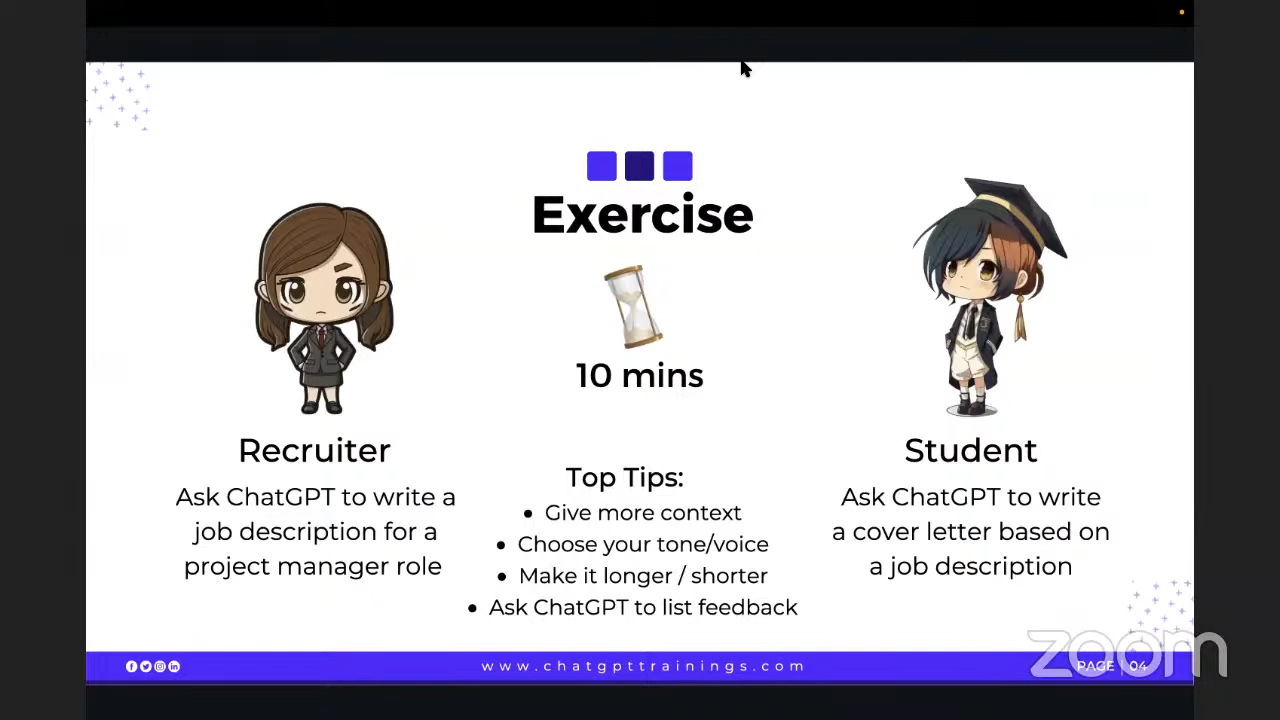 Exercise
10 mins
Recruiter
Ask ChatGPT to write a
job description for a
project manager role
Top Tips:
• Give more context
• Choose your tone/voice
• Make it longer / shorter
• Ask ChatGPT to list feedback
Student
Ask ChatGPT to write
a cover letter based on
a job description
www.chatgpttrainings.com
PAGE | 04
zoom